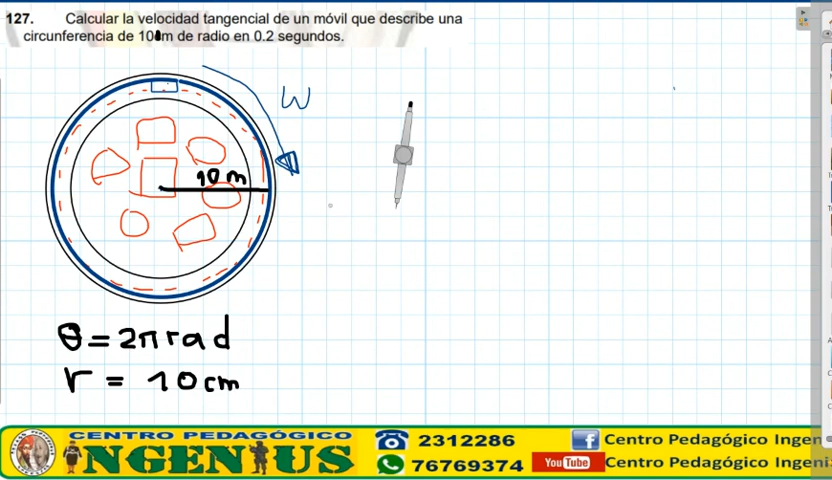 127. Calcular la velocidad tangencial de un móvil que describe una
circunferencia de 10 m de radio en 0.2 segundos.
W
10 m
θ = 2π rad
r = 10 cm
CENTRO PEDAGÓGICO
INGENIUS
2312286
76769374
Centro Pedagógico Ingen
YouTube Centro Pedagógico Ingeni